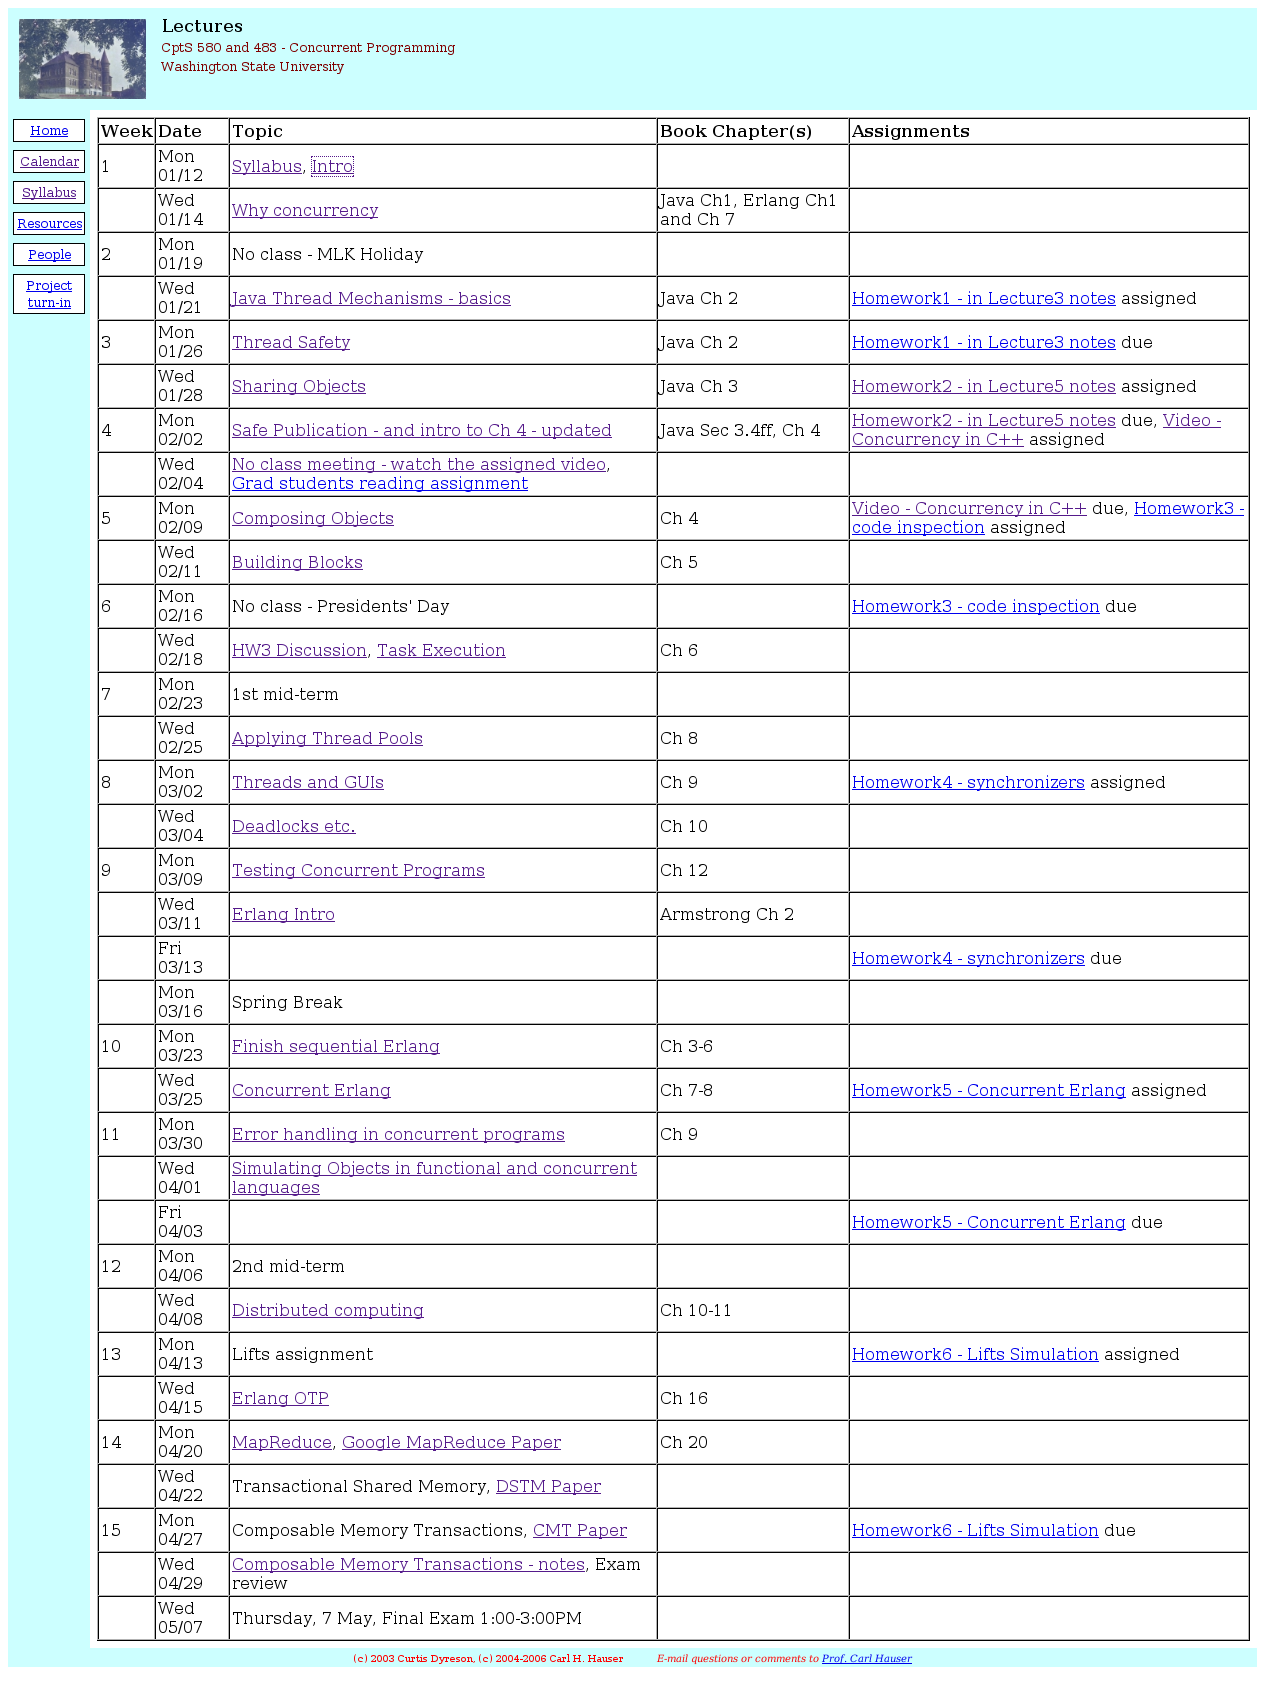 Lectures
CptS 580 and 483 - Concurrent Programming
Washington State University
Home
Calendar
Syllabus
Resources
People
Project
turn-in
Week Date Topic Book Chapter(s) Assignments
1 Mon 01/12 Syllabus, Intro
Wed 01/14 Why concurrency Java Ch1, Erlang Ch1 and Ch 7
2 Mon 01/19 No class - MLK Holiday
Wed 01/21 Java Thread Mechanisms - basics Java Ch 2 Homework1 - in Lecture3 notes assigned
3 Mon 01/26 Thread Safety Java Ch 2 Homework1 - in Lecture3 notes due
Wed 01/28 Sharing Objects Java Ch 3 Homework2 - in Lecture5 notes assigned
4 Mon 02/02 Safe Publication - and intro to Ch 4 - updated Java Sec 3.4ff, Ch 4 Homework2 - in Lecture5 notes due, Video - Concurrency in C++ assigned
Wed 02/04 No class meeting - watch the assigned video, Grad students reading assignment
5 Mon 02/09 Composing Objects Ch 4 Video - Concurrency in C++ due, Homework3 - code inspection assigned
Wed 02/11 Building Blocks Ch 5
6 Mon 02/16 No class - Presidents' Day Homework3 - code inspection due
Wed 02/18 HW3 Discussion, Task Execution Ch 6
7 Mon 02/23 1st mid-term
Wed 02/25 Applying Thread Pools Ch 8
8 Mon 03/02 Threads and GUIs Ch 9 Homework4 - synchronizers assigned
Wed 03/04 Deadlocks etc. Ch 10
9 Mon 03/09 Testing Concurrent Programs Ch 12
Wed 03/11 Erlang Intro Armstrong Ch 2
Fri 03/13 Homework4 - synchronizers due
Mon 03/16 Spring Break
10 Mon 03/23 Finish sequential Erlang Ch 3-6
Wed 03/25 Concurrent Erlang Ch 7-8 Homework5 - Concurrent Erlang assigned
11 Mon 03/30 Error handling in concurrent programs Ch 9
Wed 04/01 Simulating Objects in functional and concurrent languages
Fri 04/03 Homework5 - Concurrent Erlang due
12 Mon 04/06 2nd mid-term
Wed 04/08 Distributed computing Ch 10-11
13 Mon 04/13 Lifts assignment Homework6 - Lifts Simulation assigned
Wed 04/15 Erlang OTP Ch 16
14 Mon 04/20 MapReduce, Google MapReduce Paper Ch 20
Wed 04/22 Transactional Shared Memory, DSTM Paper
15 Mon 04/27 Composable Memory Transactions, CMT Paper Homework6 - Lifts Simulation due
Wed 04/29 Composable Memory Transactions - notes, Exam review
Wed 05/07 Thursday, 7 May, Final Exam 1:00-3:00PM
(c) 2003 Curtis Dyreson, (c) 2004-2006 Carl H. Hauser E-mail questions or comments to Prof. Carl Hauser